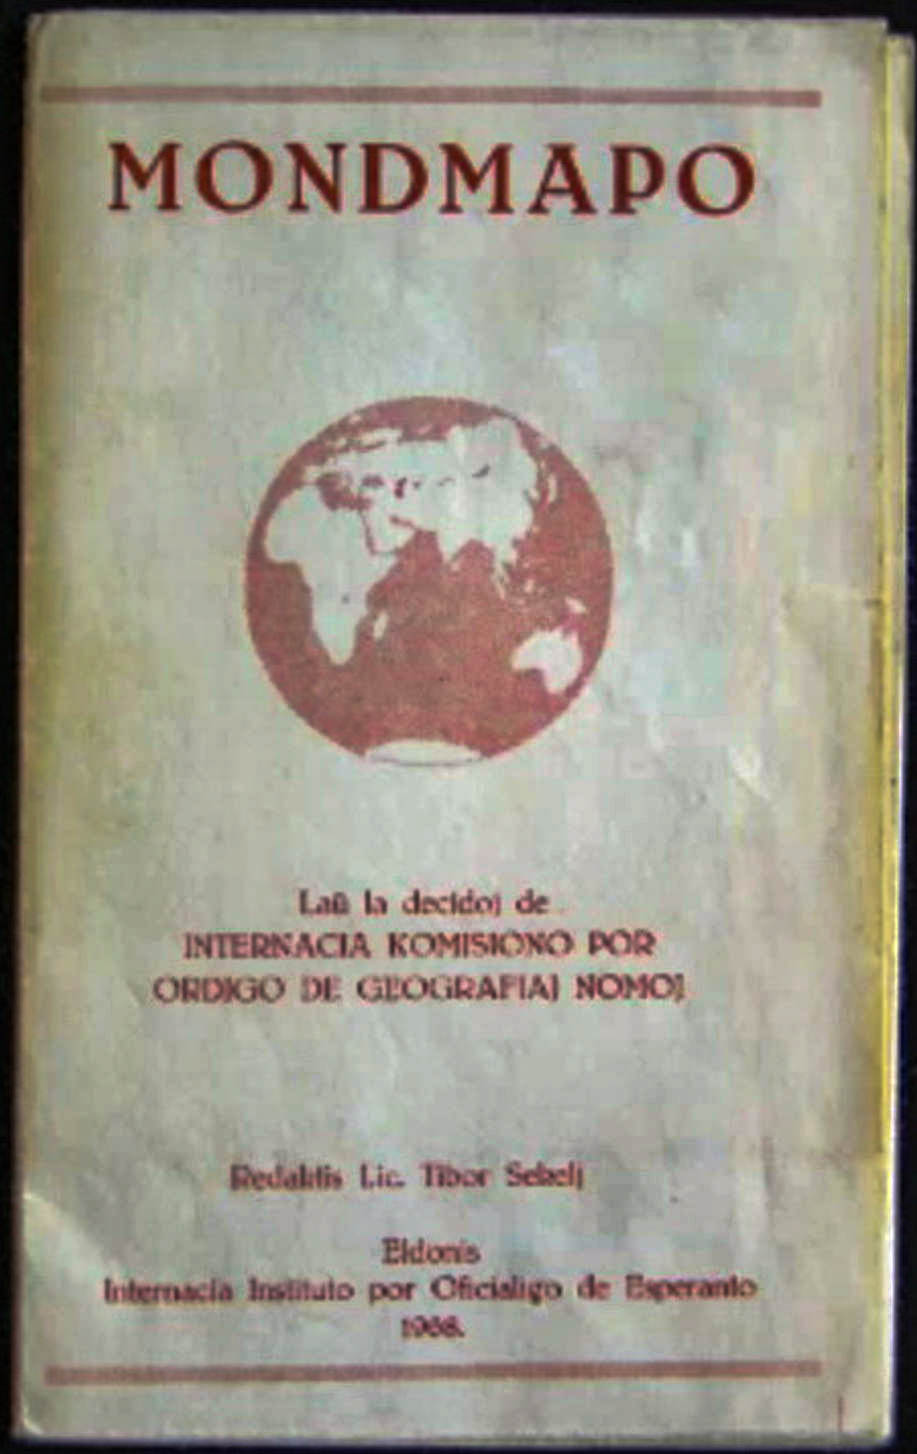 MONDMAPO
Laŭ la decidoj de
INTERNACIA KOMISIONO POR
ORDIGO DE GEOGRAFIAJ NOMOJ
Redaktis Lic. Tibor Sekelj
Eldonis
Internacia Instituto por Oficialigo de Esperanto